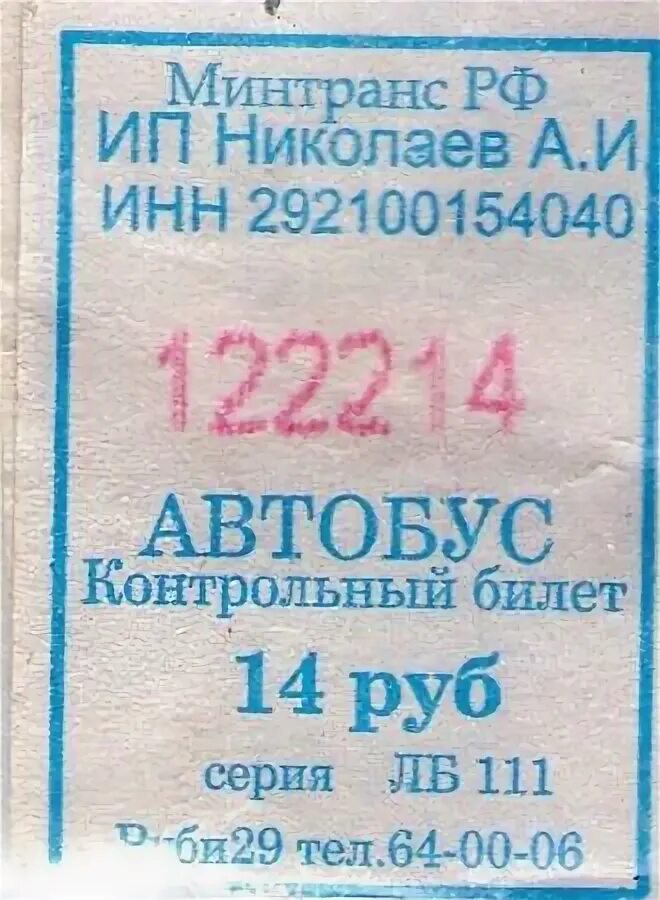 Минтранс РФ
ИП Николаев А.И
ИНН 292100154040
122214
АВТОБУС
Контрольный билет
14 руб
серия ЛБ 111
тел.64-00-06